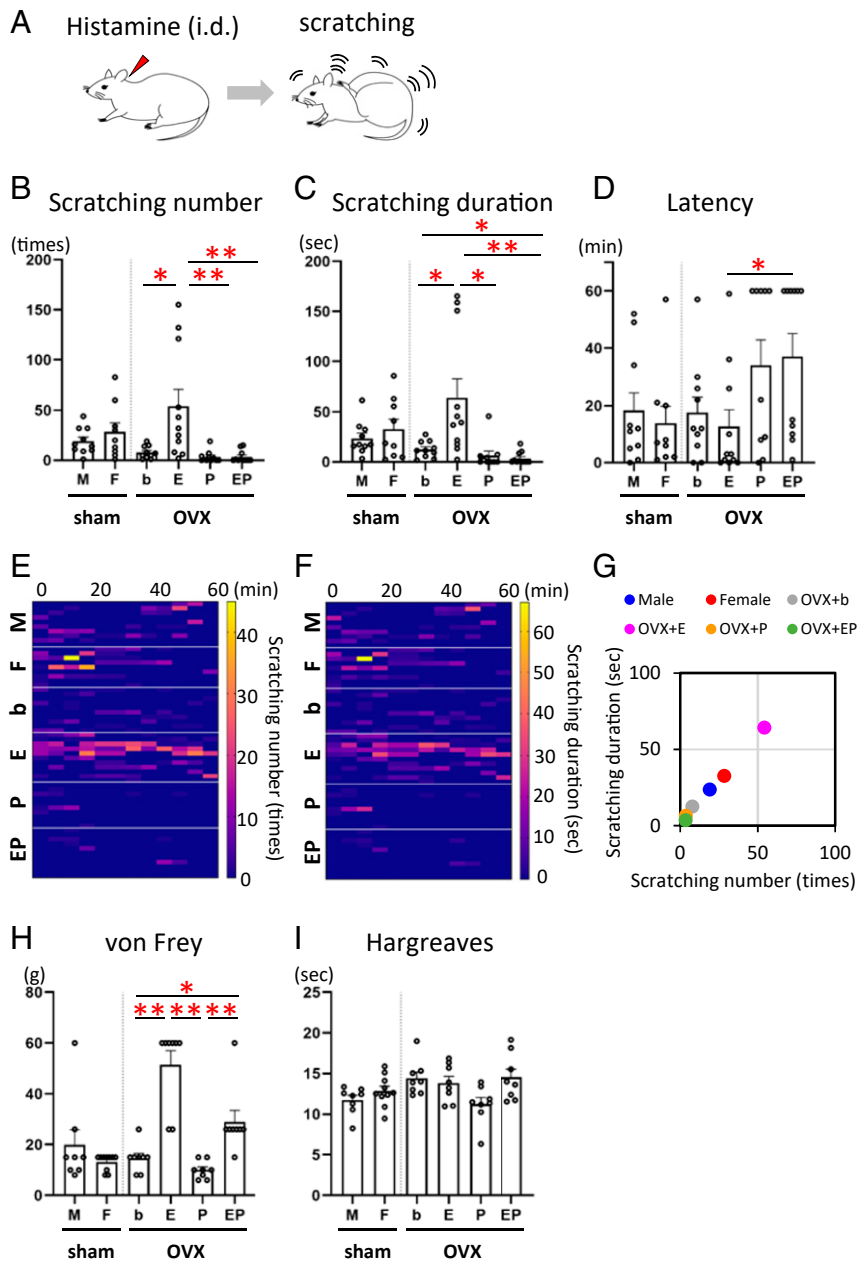 A
Histamine (i.d.)
scratching
B
Scratching number
(times)
200
150
100
50
0
* ** **
M F b E P EP
sham OVX
C
Scratching duration
(sec)
200
150
100
50
0
* ** * *
M F b E P EP
sham OVX
D
Latency
(min)
60
40
20
0
*
M F b E P EP
sham OVX
E
0 20 40 60 (min)
M
F
b
E
P
EP
40
30
20
10
0
Scratching number (times)
F
0 20 40 60 (min)
M
F
b
E
P
EP
60
50
40
30
20
10
0
Scratching duration (sec)
G
Male Female OVX+b
OVX+E OVX+P OVX+EP
Scratching duration (sec)
100
50
0
0 50 100
Scratching number (times)
H
von Frey
(g)
80
60
40
20
0
*
** ** **
M F b E P EP
sham OVX
I
Hargreaves
(sec)
25
20
15
10
5
0
M F b E P EP
sham OVX